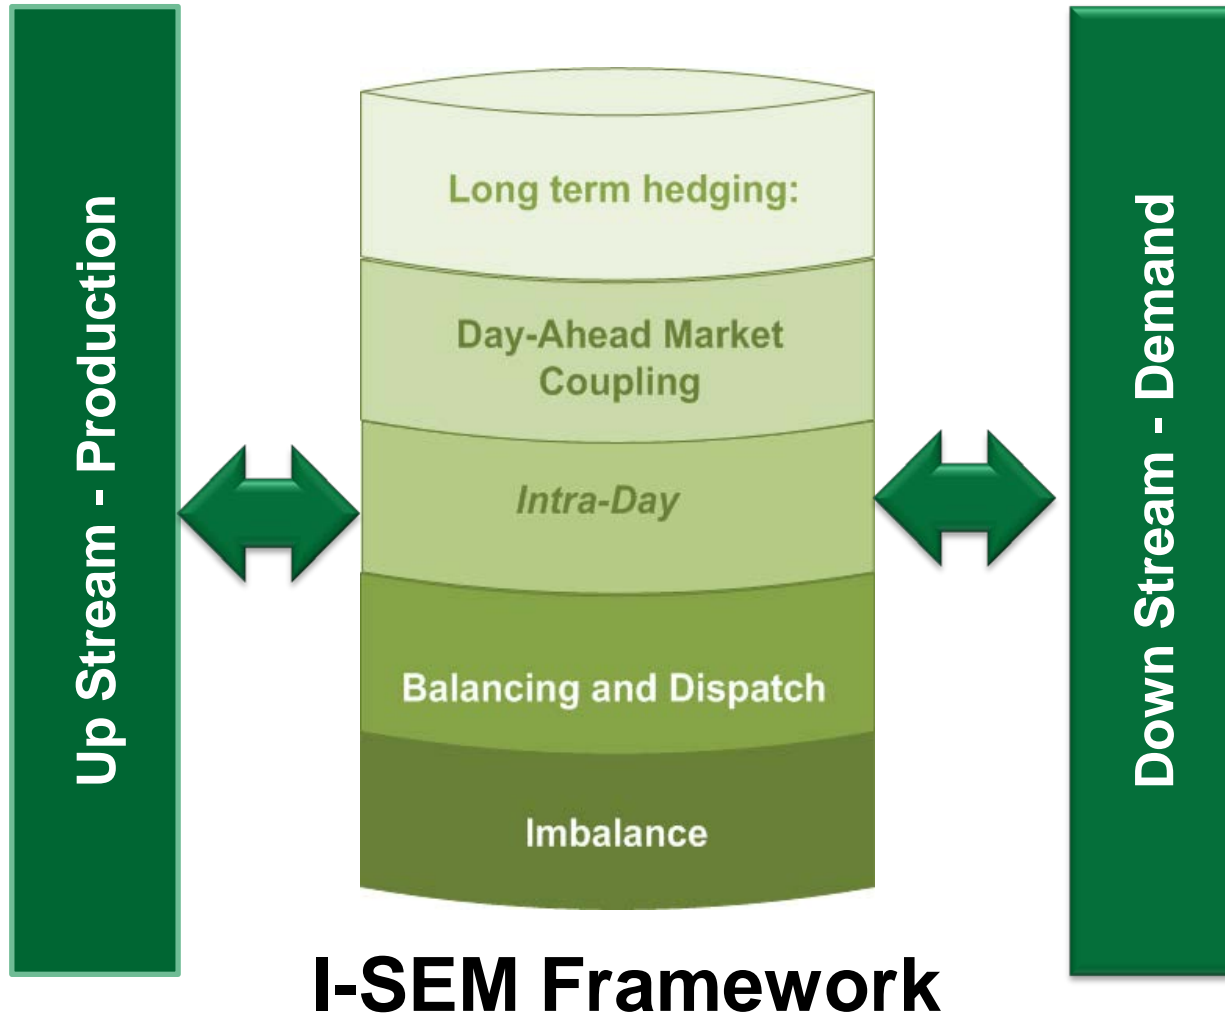 Up Stream - Production
Long term hedging:
Day-Ahead Market
Coupling
Intra-Day
Balancing and Dispatch
Imbalance
Down Stream - Demand
I-SEM Framework